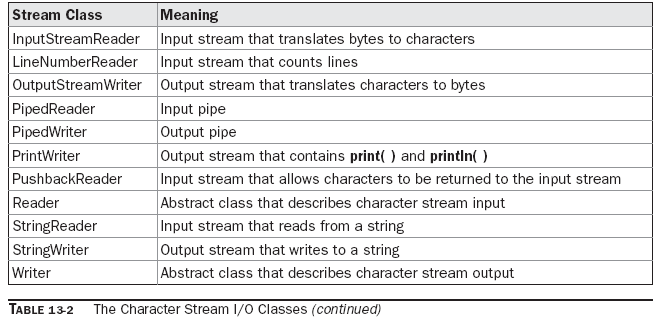 Stream Class Meaning
InputStreamReader Input stream that translates bytes to characters
LineNumberReader Input stream that counts lines
OutputStreamWriter Output stream that translates characters to bytes
PipedReader Input pipe
PipedWriter Output pipe
PrintWriter Output stream that contains print( ) and println( )
PushbackReader Input stream that allows characters to be returned to the input stream
Reader Abstract class that describes character stream input
StringReader Input stream that reads from a string
StringWriter Output stream that writes to a string
Writer Abstract class that describes character stream output
TABLE 13-2 The Character Stream I/O Classes (continued)